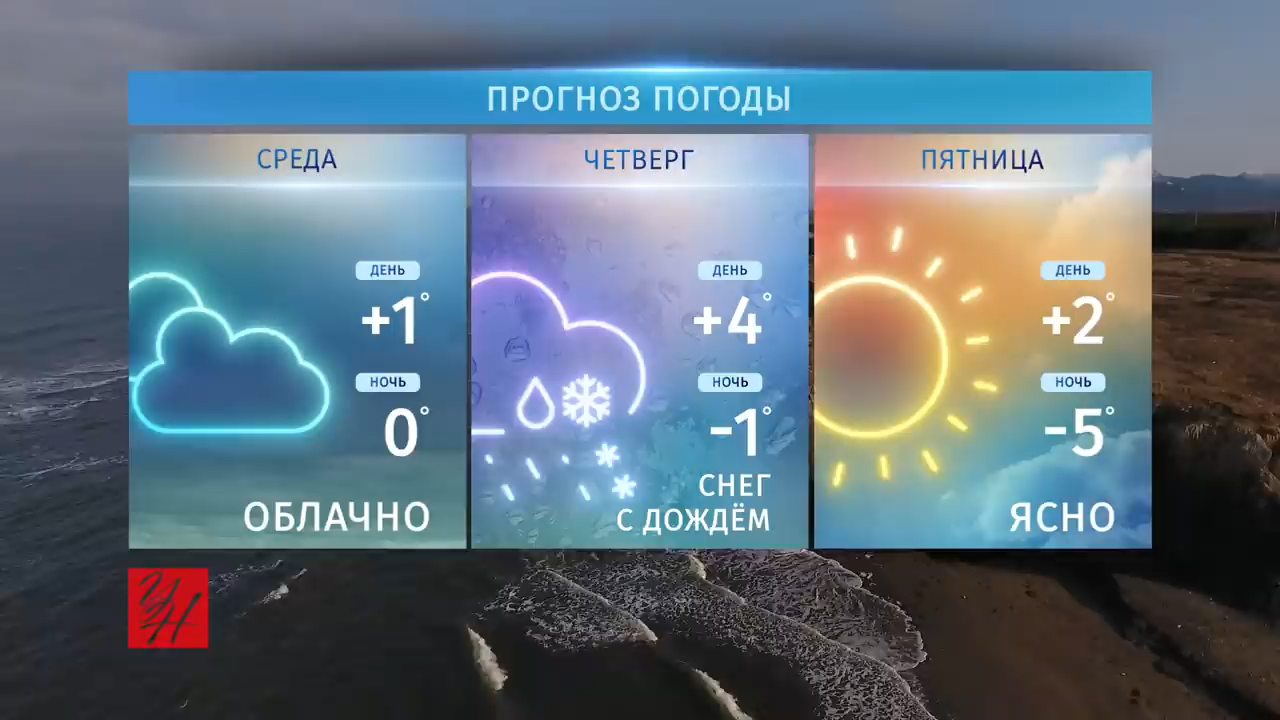 ПРОГНОЗ ПОГОДЫ
СРЕДА
ДЕНЬ
+1°
НОЧЬ
0°
ОБЛАЧНО
ЧЕТВЕРГ
ДЕНЬ
+4°
НОЧЬ
-1°
СНЕГ
С ДОЖДЁМ
ПЯТНИЦА
ДЕНЬ
+2°
НОЧЬ
-5°
ЯСНО
УН